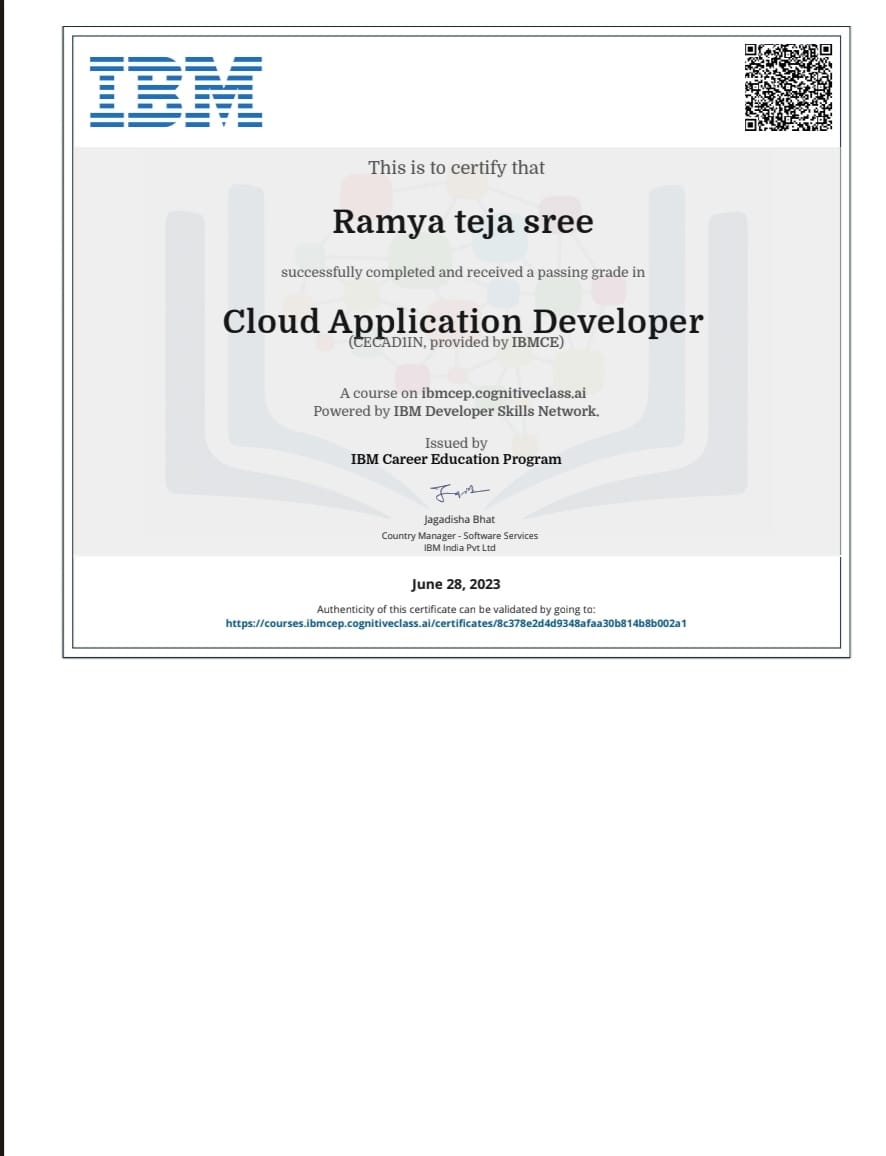 IBM
This is to certify that
Ramya teja sree
successfully completed and received a passing grade in
Cloud Application Developer
(CECAD1IN, provided by IBMCE)
A course on ibmcep.cognitiveclass.ai
Powered by IBM Developer Skills Network.
Issued by
IBM Career Education Program
Jagadisha Bhat
Country Manager - Software Services
IBM India Pvt Ltd
June 28, 2023
Authenticity of this certificate can be validated by going to:
https://courses.ibmcep.cognitiveclass.ai/certificates/8c378e2d4d9348afaa30b814b8b002a1